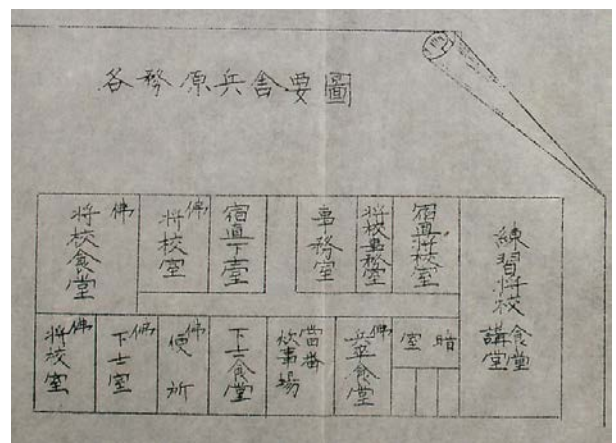 各務原兵舎要圖
練習将校
食堂
講堂
宿直将校室
将校事務室
事務室
宿直下士室
佛
将校室
佛
将校食堂
暗室
佛
兵卒食堂
當番
炊事場
下士食堂
佛
便所
佛
下士室
佛
将校室